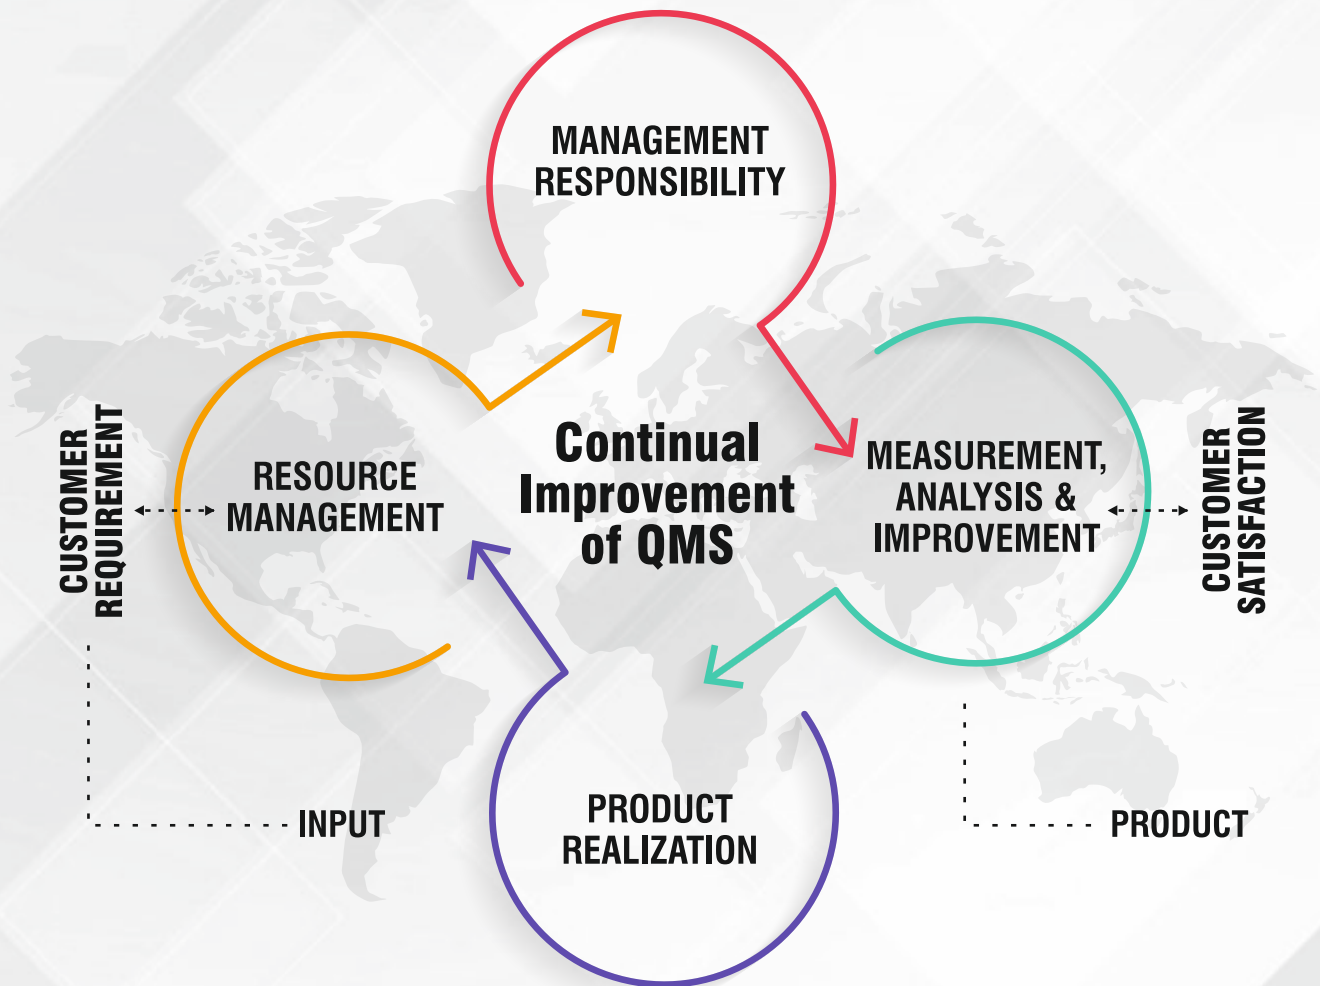 MANAGEMENT
RESPONSIBILITY
CUSTOMER
REQUIREMENT
RESOURCE
MANAGEMENT
Continual
Improvement
of QMS
MEASUREMENT,
ANALYSIS &
IMPROVEMENT
CUSTOMER
SATISFACTION
INPUT
PRODUCT
REALIZATION
PRODUCT